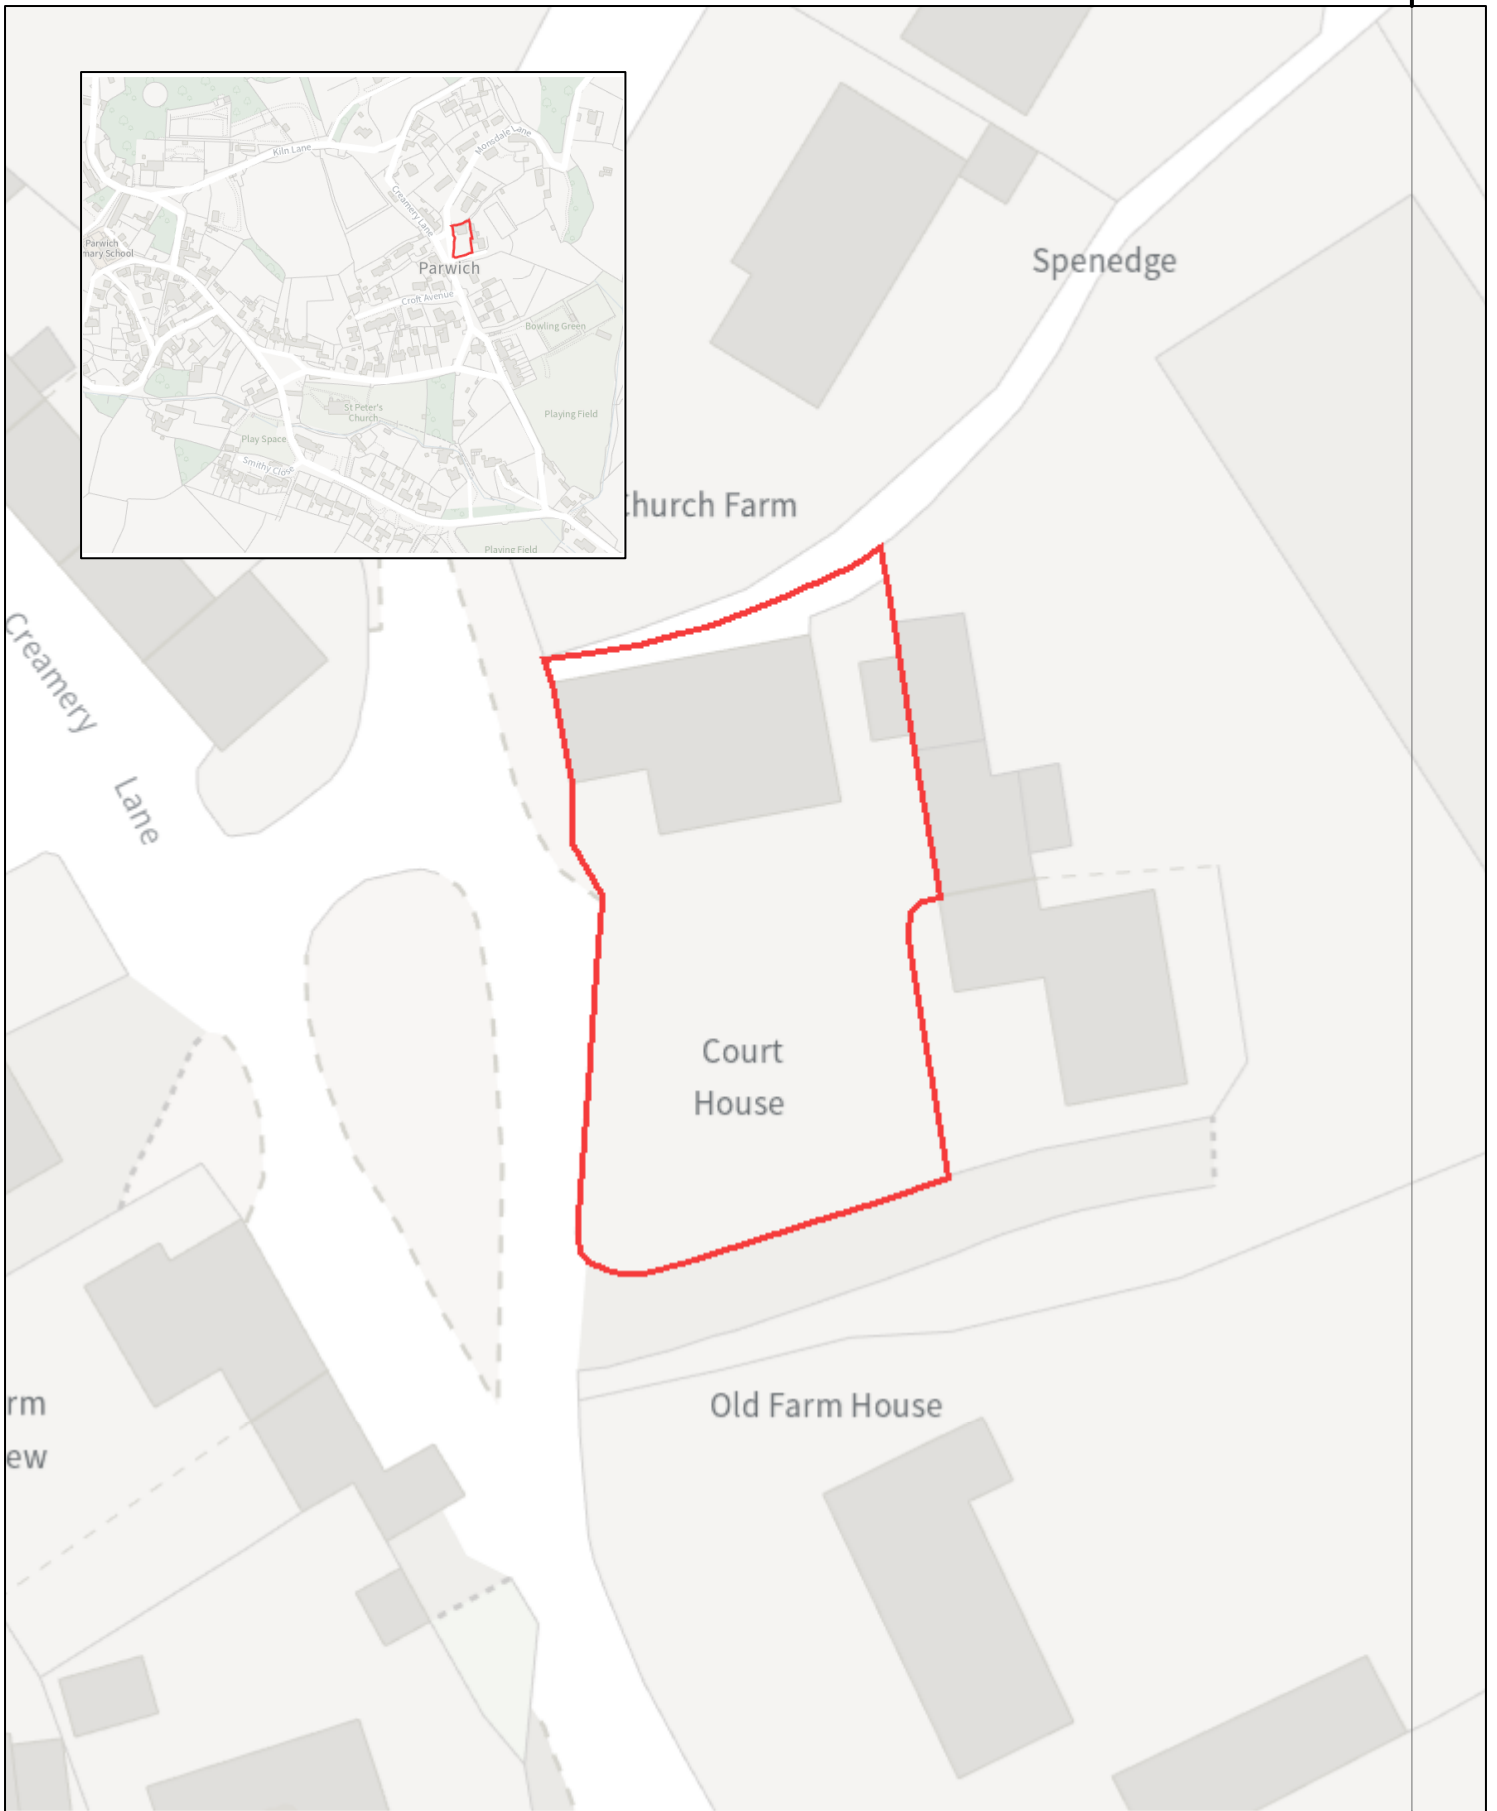 Kiln Lane
Monsdale Lane
Creamery Lane
Parwich
mary School
Parwich
Croft Avenue
Bowling Green
St Peter's
Church
Playing Field
Play Space
Smithy Close
Playing Field
Spenedge
Church Farm
Creamery
Lane
Court
House
rm
ew
Old Farm House